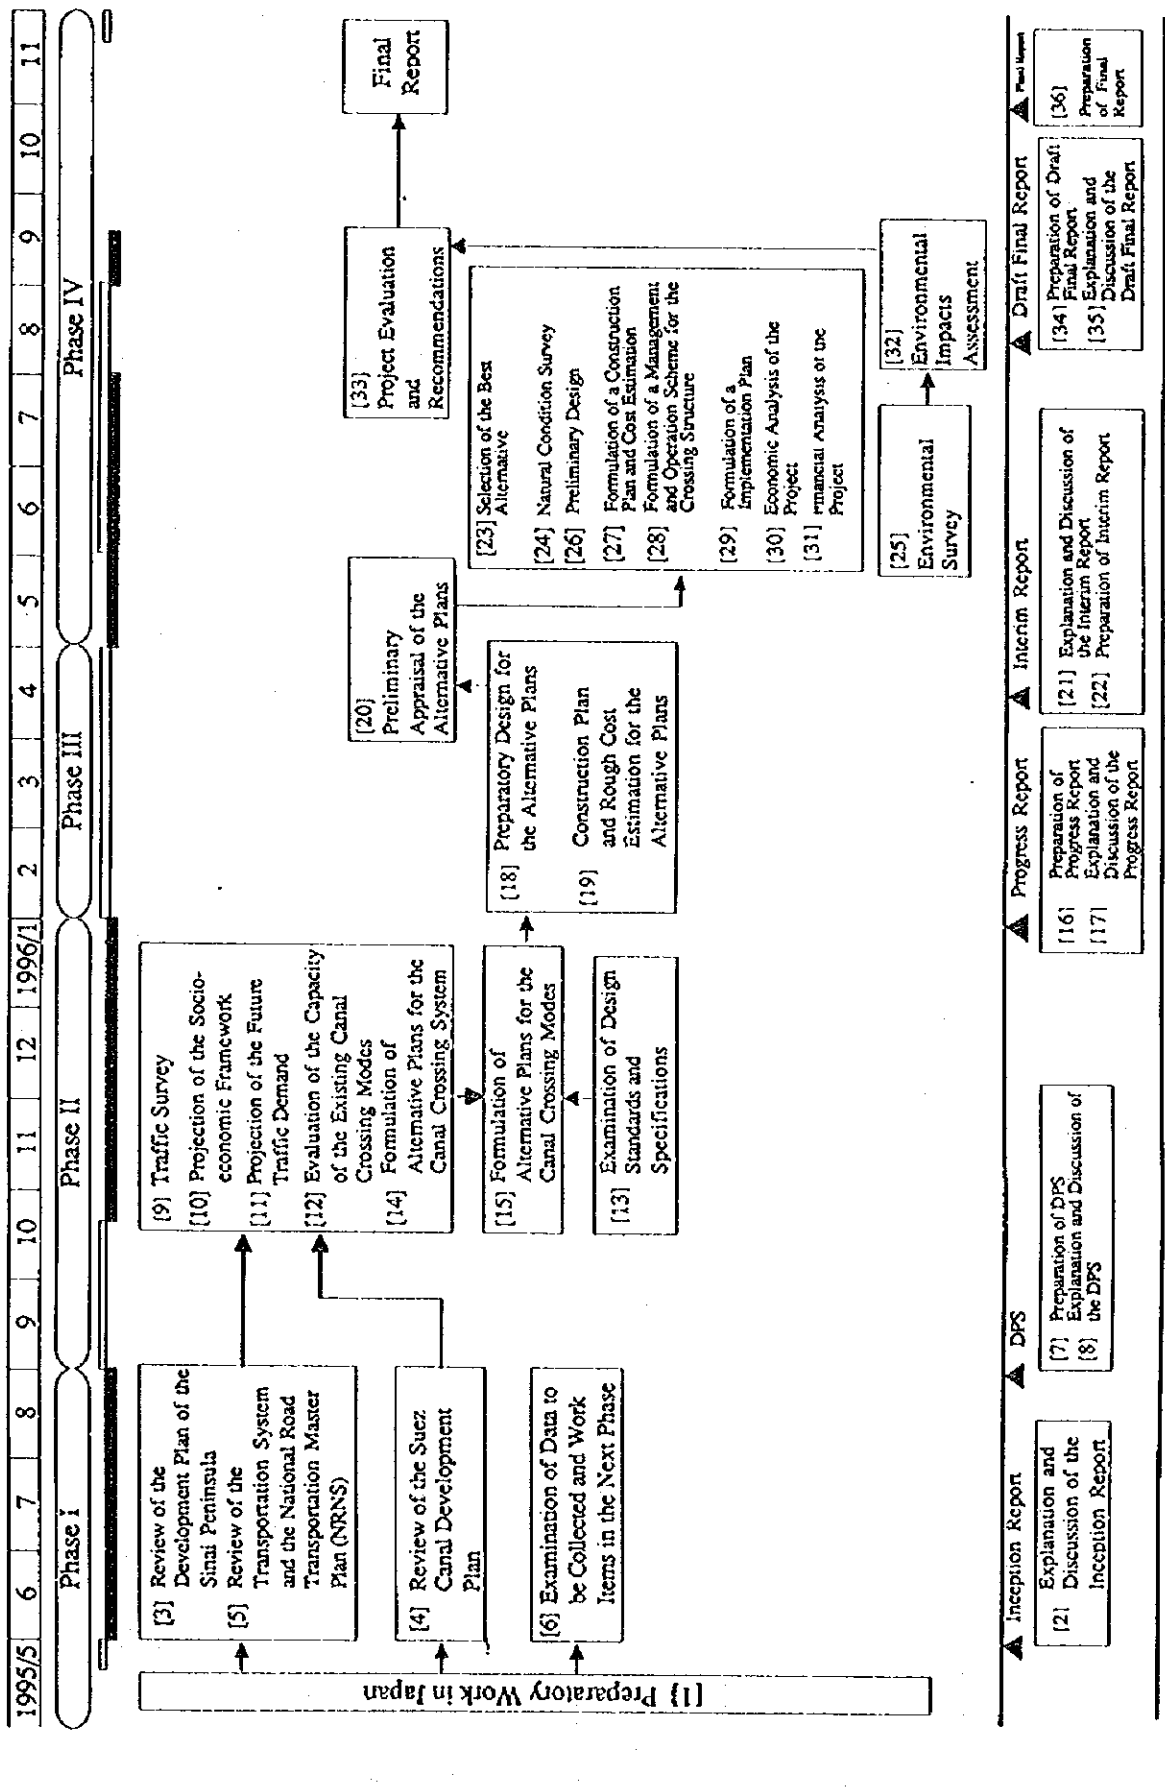 1995/5 6 7 8 9 10 11 12 1996/1 2 3 4 5 6 7 8 9 10 11
Phase I Phase II Phase III Phase IV
[1] Preparatory Work in Japan
[3] Review of the
Development Plan of the
Sinai Peninsula
[5] Review of the
Transportation System
and the National Road
Transportation Master
Plan (NRNS)
[4] Review of the Suez
Canal Development
Plan
[6] Examination of Data to
be Collected and Work
Items in the Next Phase
[9] Traffic Survey
[10] Projection of the Socio-
economic Framework
[11] Projection of the Future
Traffic Demand
[12] Evaluation of the Capacity
of the Existing Canal
Crossing Modes
Formulation of
[14] Alternative Plans for the
Canal Crossing System
[15] Formulation of
Alternative Plans for the
Canal Crossing Modes
[13] Examination of Design
Standards and
Specifications
[18] Preparatory Design for
the Alternative Plans
[19] Construction Plan
and Rough Cost
Estimation for the
Alternative Plans
[20]
Preliminary
Appraisal of the
Alternative Plans
[23] Selection of the Best
Alternative
[24] Natural Condition Survey
[26] Preliminary Design
[27] Formulation of a Construction
Plan and Cost Estimation
[28] Formulation of a Management
and Operation Scheme for the
Crossing Structure
[29] Formulation of a
Implementation Plan
[30] Economic Analysis of the
Project
[31] Financial Analysis of the
Project
[25]
Environmental
Survey
[32]
Environmental
Impacts
Assessment
[33]
Project Evaluation
and
Recommendations
Final
Report
Inception Report
[2] Explanation and
Discussion of the
Inception Report
DPS
[7] Preparation of DPS
Explanation and Discussion of
[8] the DPS
Progress Report
[16] Preparation of
Progress Report
[17] Explanation and
Discussion of the
Progress Report
Interim Report
[21] Explanation and Discussion of
the Interim Report
[22] Preparation of Interim Report
Draft Final Report
[34] Preparation of Draft
Final Report
[35] Explanation and
Discussion of the
Draft Final Report
Final Report
[36]
Preparation
of Final
Report